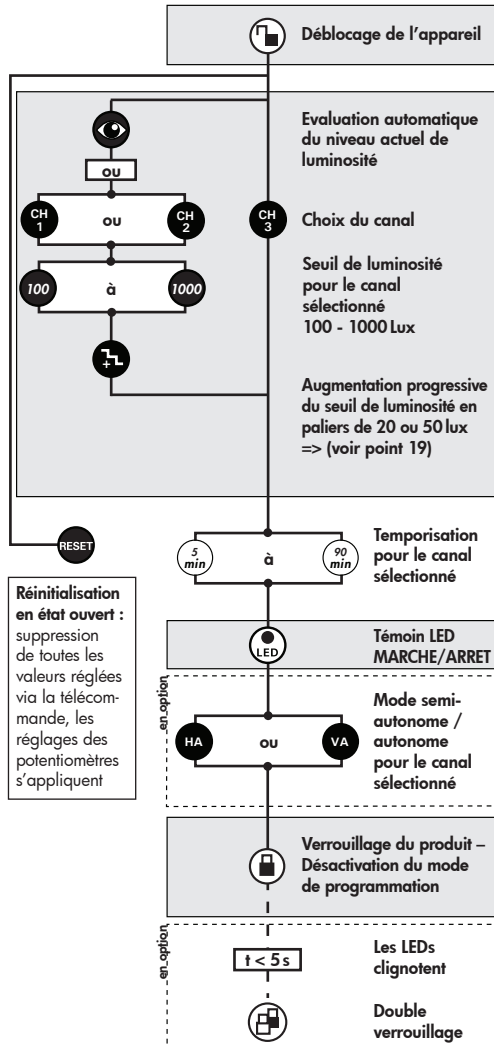 Déblocage de l'appareil
Evaluation automatique
du niveau actuel de
luminosité
ou
CH
1
ou
CH
2
CH
3
Choix du canal
100
à
1000
Seuil de luminosité
pour le canal
sélectionné
100 - 1000 Lux
+
Augmentation progressive
du seuil de luminosité en
paliers de 20 ou 50 lux
=> (voir point 19)
RESET
5
min
à
90
min
Temporisation
pour le canal
sélectionné
Réinitialisation
en état ouvert :
suppression
de toutes les
valeurs réglées
via la télécom-
mande, les
réglages des
potentiomètres
s'appliquent
LED
Témoin LED
MARCHE/ARRET
en option
HA
ou
VA
Mode semi-
autonome /
autonome
pour le canal
sélectionné
Verrouillage du produit –
Désactivation du mode
de programmation
en option
t < 5 s
Les LEDs
clignotent
Double
verrouillage